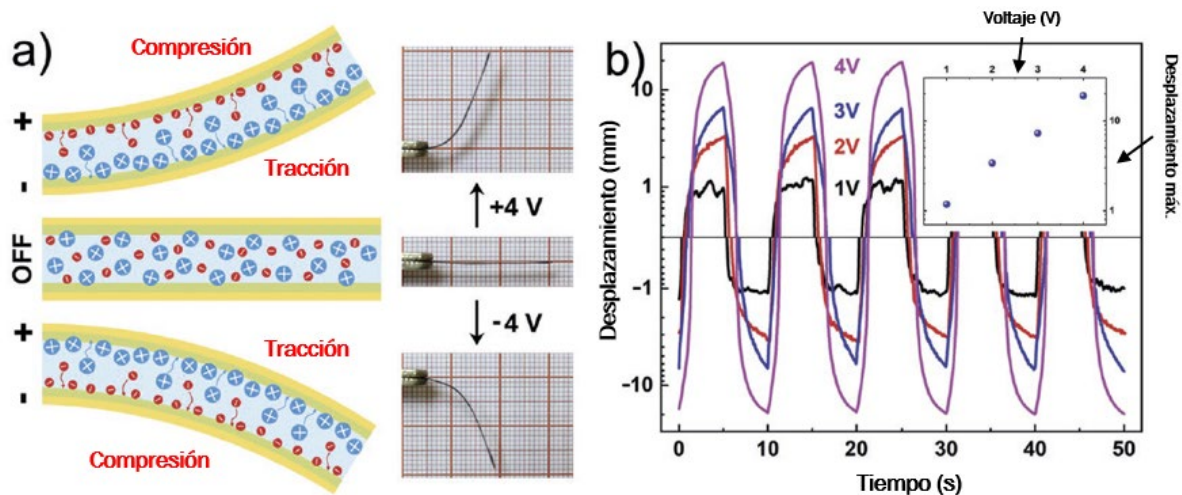 a)
Compresión
+
-
Tracción
OFF
+4 V
-4 V
+
-
Tracción
Compresión
b)
Voltaje (V)
1 2 3 4
10
1
Desplazamiento máx.
4V
3V
2V
1V
Desplazamiento (mm)
10
1
-1
-10
0 10 20 30 40 50
Tiempo (s)